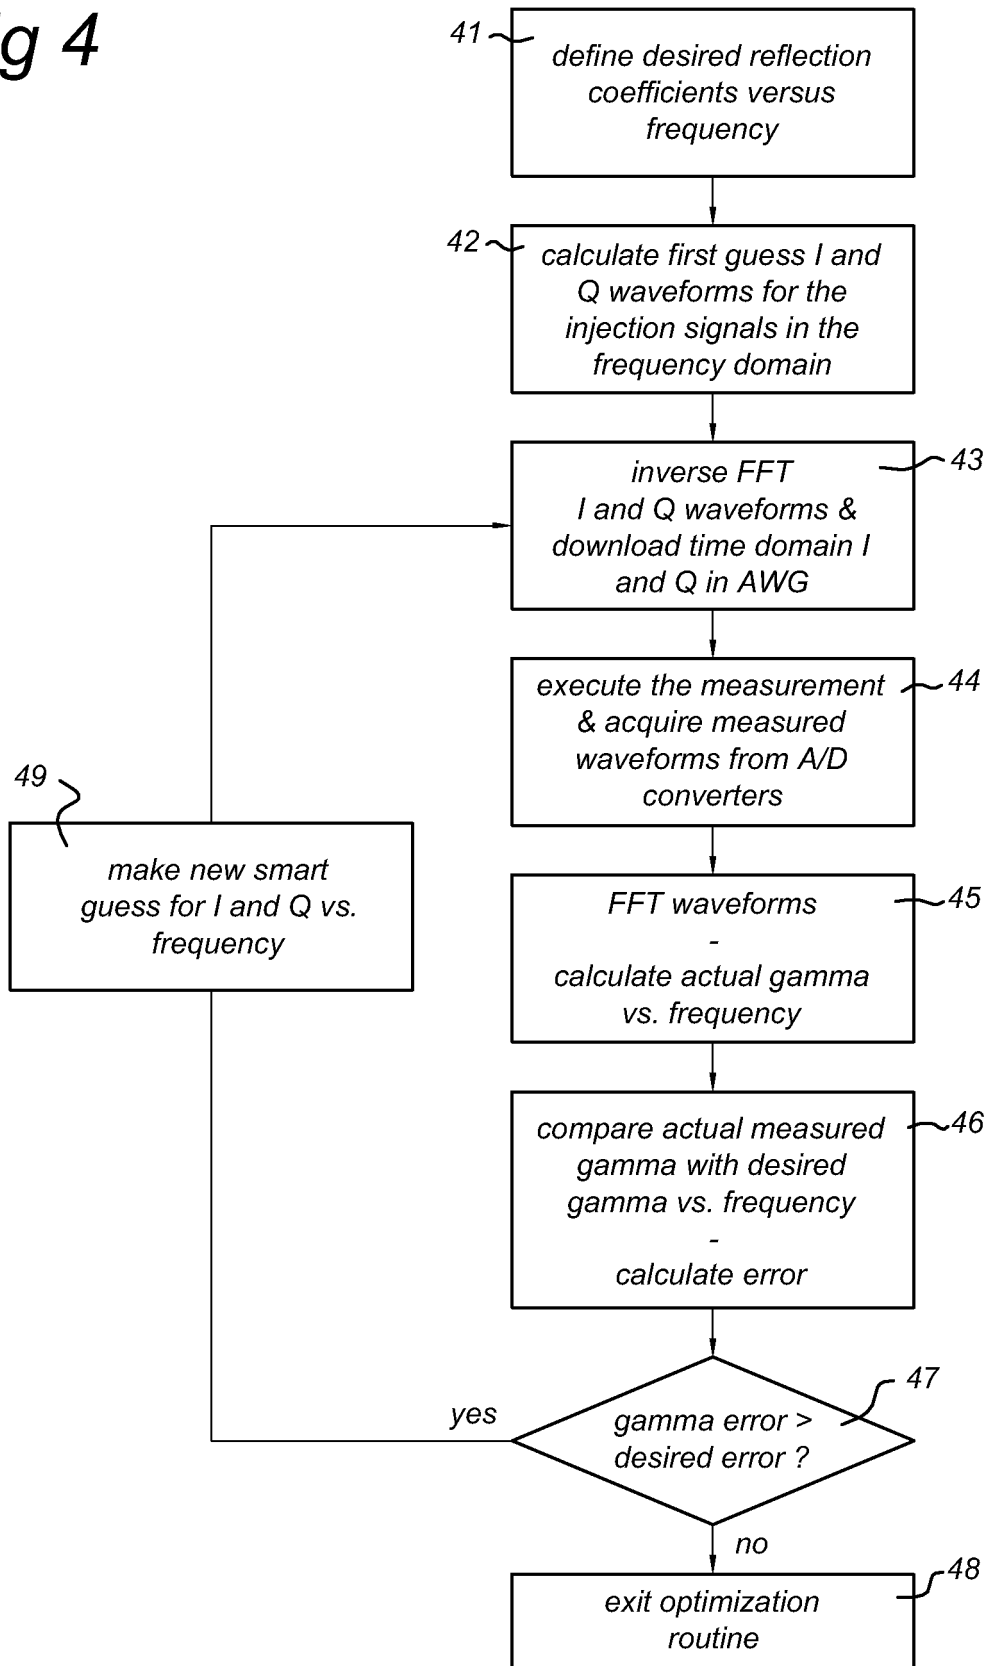 g 4
41
define desired reflection
coefficients versus
frequency
42
calculate first guess I and
Q waveforms for the
injection signals in the
frequency domain
43
inverse FFT
I and Q waveforms &
download time domain I
and Q in AWG
44
execute the measurement
& acquire measured
waveforms from A/D
converters
49
make new smart
guess for I and Q vs.
frequency
45
FFT waveforms
-
calculate actual gamma
vs. frequency
46
compare actual measured
gamma with desired
gamma vs. frequency
-
calculate error
47
yes
gamma error >
desired error ?
no
48
exit optimization
routine